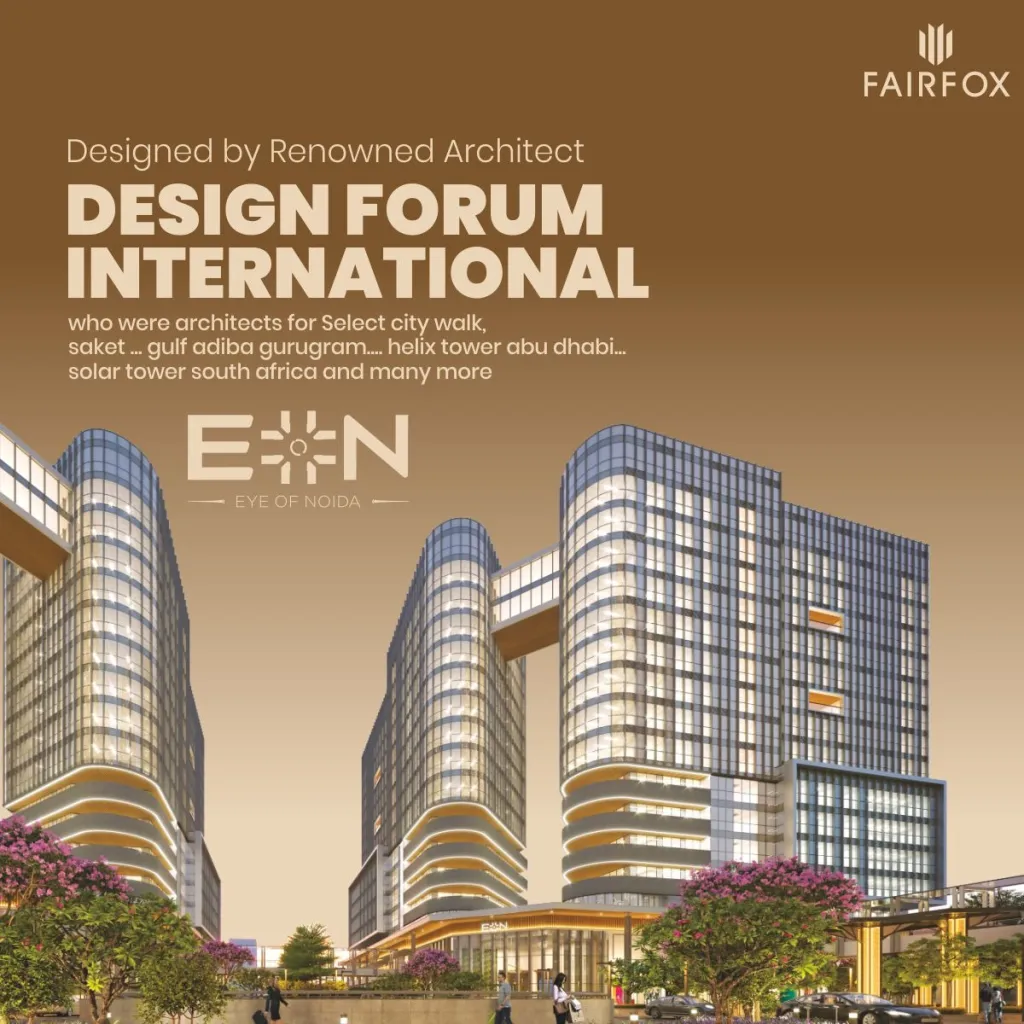 FAIRFOX
Designed by Renowned Architect
DESIGN FORUM
INTERNATIONAL
who were architects for Select city walk,
saket ... gulf adiba gurugram.... helix tower abu dhabi...
solar tower south africa and many more
EON
EYE OF NOIDA
EON